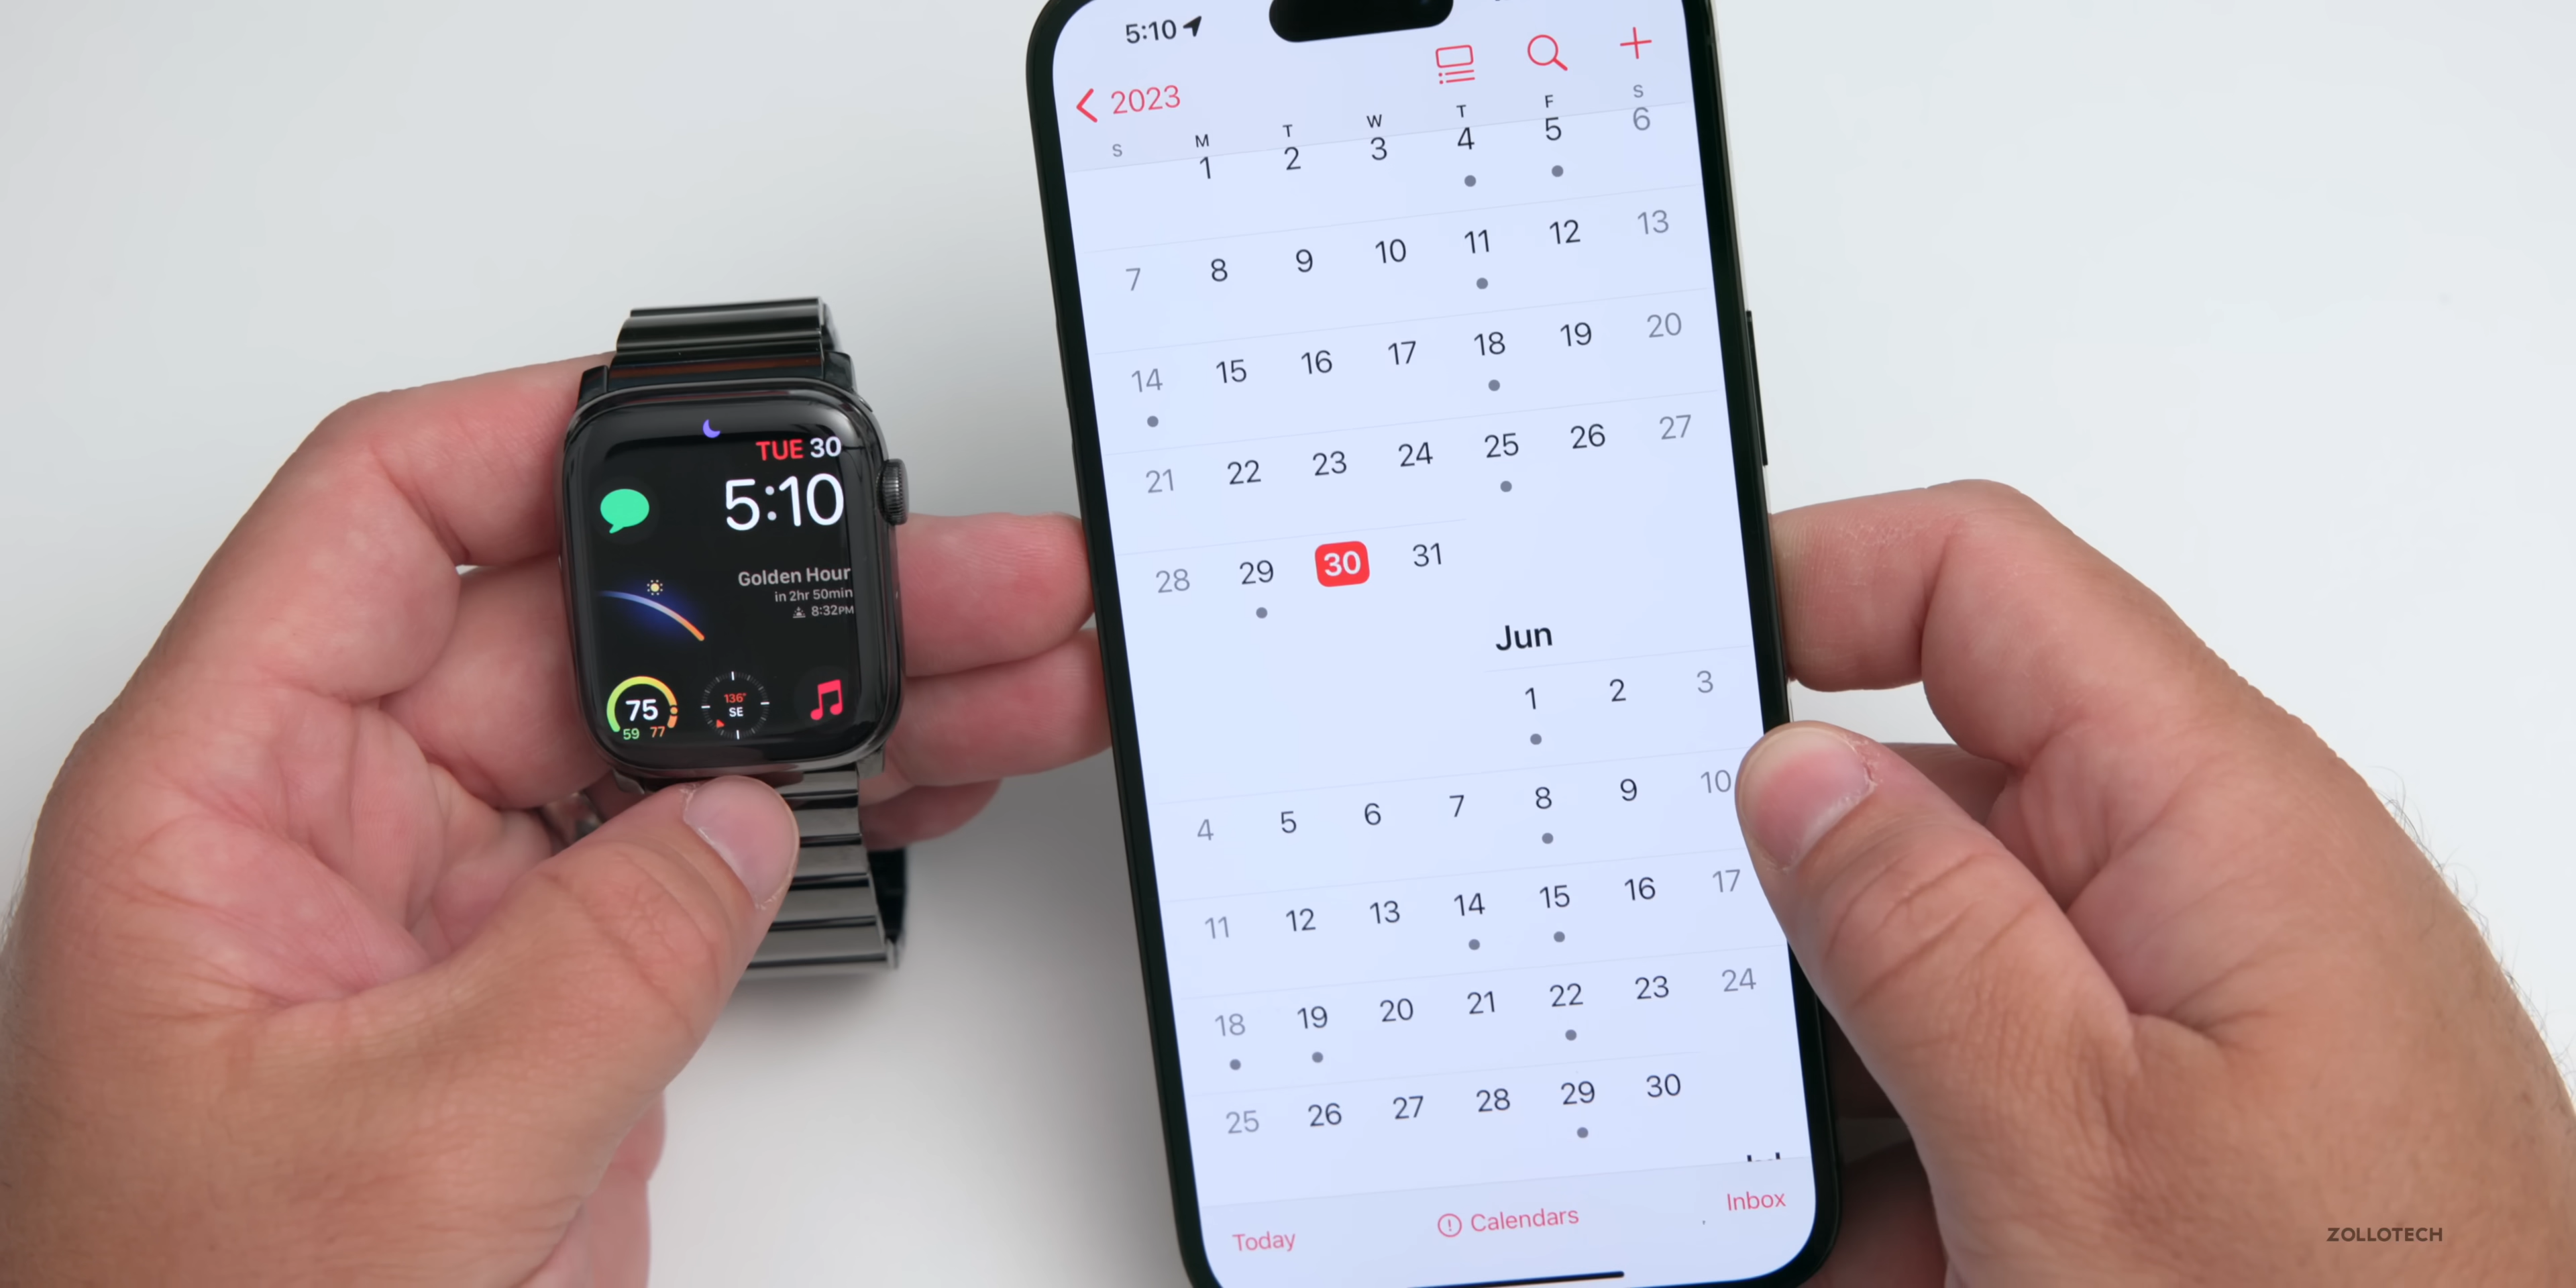 TUE 30
5:10
Golden Hour
in 2hr 50min
8:32PM
75
59 77
136°
SE
5:10
2023
S M T W T F S
1 2 3 4 5 6
7 8 9 10 11 12 13
14 15 16 17 18 19 20
21 22 23 24 25 26 27
28 29 30 31
Jun
1 2 3
4 5 6 7 8 9 10
11 12 13 14 15 16 17
18 19 20 21 22 23 24
25 26 27 28 29 30
Today Calendars Inbox
ZOLLOTECH